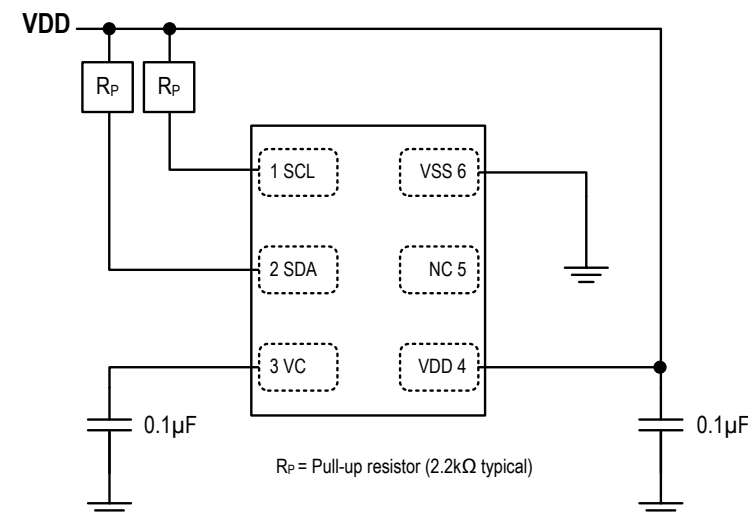 VDD
RP RP
1 SCL VSS 6
2 SDA NC 5
3 VC VDD 4
0.1µF 0.1µF
RP = Pull-up resistor (2.2kΩ typical)